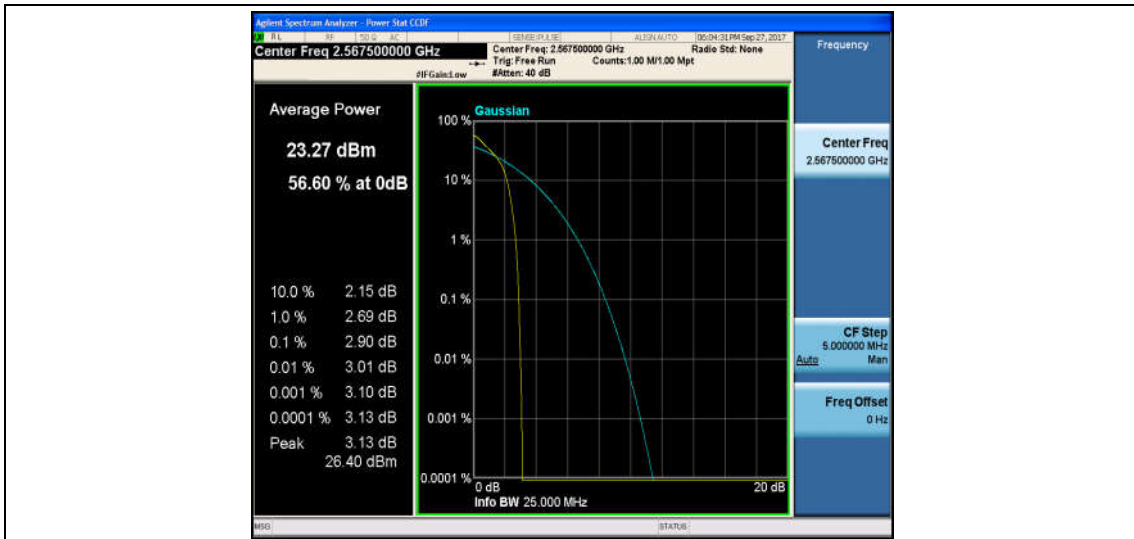 Agilent Spectrum Analyzer - Power Stat CCDF
RL RF 50 Ω AC SENSE:PULSE ALIGN AUTO 06:04:31 PM Sep 27, 2017
Center Freq 2.567500000 GHz
Center Freq: 2.567500000 GHz Radio Std: None
Trig: Free Run Counts:1.00 M/1.00 Mpt
#IFGain:Low #Atten: 40 dB
Frequency
Average Power
23.27 dBm
56.60 % at 0dB
10.0 % 2.15 dB
1.0 % 2.69 dB
0.1 % 2.90 dB
0.01 % 3.01 dB
0.001 % 3.10 dB
0.0001 % 3.13 dB
Peak 3.13 dB
26.40 dBm
Gaussian
100 %
10 %
1 %
0.1 %
0.01 %
0.001 %
0.0001 %
0 dB 20 dB
Info BW 25.000 MHz
Center Freq
2.567500000 GHz
CF Step
5.000000 MHz
Auto Man
Freq Offset
0 Hz
MSG STATUS